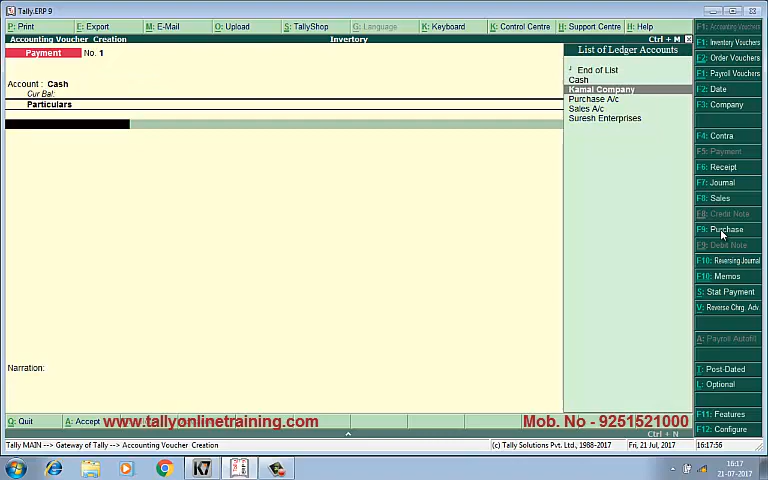 Tally.ERP 9
P: Print
E: Export
M: E-Mail
O: Upload
S: TallyShop
G: Language
K: Keyboard
K: Control Centre
H: Support Centre
H: Help
Accounting Voucher Creation
Inventory
Ctrl + M
Payment No. 1
Account : Cash
Cur Bal:
Particulars
Narration:
List of Ledger Accounts
End of List
Cash
Kamal Company
Purchase A/c
Sales A/c
Suresh Enterprises
F1: Accounting Vouchers
F1: Inventory Vouchers
F2: Order Vouchers
F1: Payroll Vouchers
F2: Date
F3: Company
F4: Contra
F5: Payment
F6: Receipt
F7: Journal
F8: Sales
F8: Credit Note
F9: Purchase
F9: Debit Note
F10: Reversing Journal
F10: Memos
S: Stat Payment
V: Reverse Chrg. Adv.
A: Payroll Autofill
T: Post-Dated
L: Optional
F11: Features
F12: Configure
Q: Quit
A: Accept
www.tallyonlinetraining.com
Mob. No - 9251521000
Ctrl + N
Tally MAIN --> Gateway of Tally --> Accounting Voucher Creation
(c) Tally Solutions Pvt. Ltd., 1988-2017
Fri, 21 Jul, 2017
16:17:56
16:17
21-07-2017